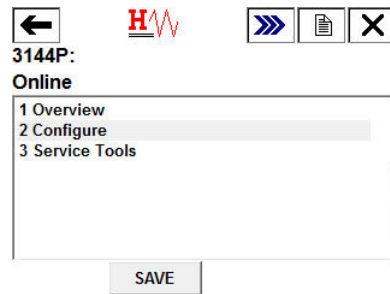 H
3144P:
Online
1 Overview
2 Configure
3 Service Tools
SAVE